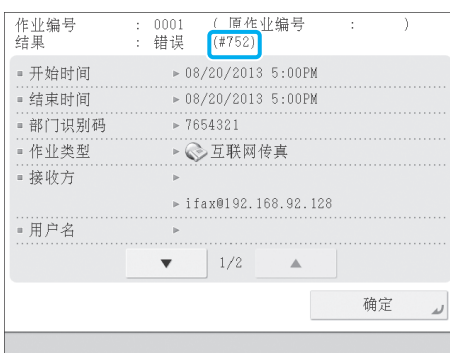 作业编号 : 0001 ( 原作业编号 : )
结果 : 错误 (#752)
开始时间 08/20/2013 5:00PM
结束时间 08/20/2013 5:00PM
部门识别码 7654321
作业类型 互联网传真
接收方
ifax@192.168.92.128
用户名
1/2
确定